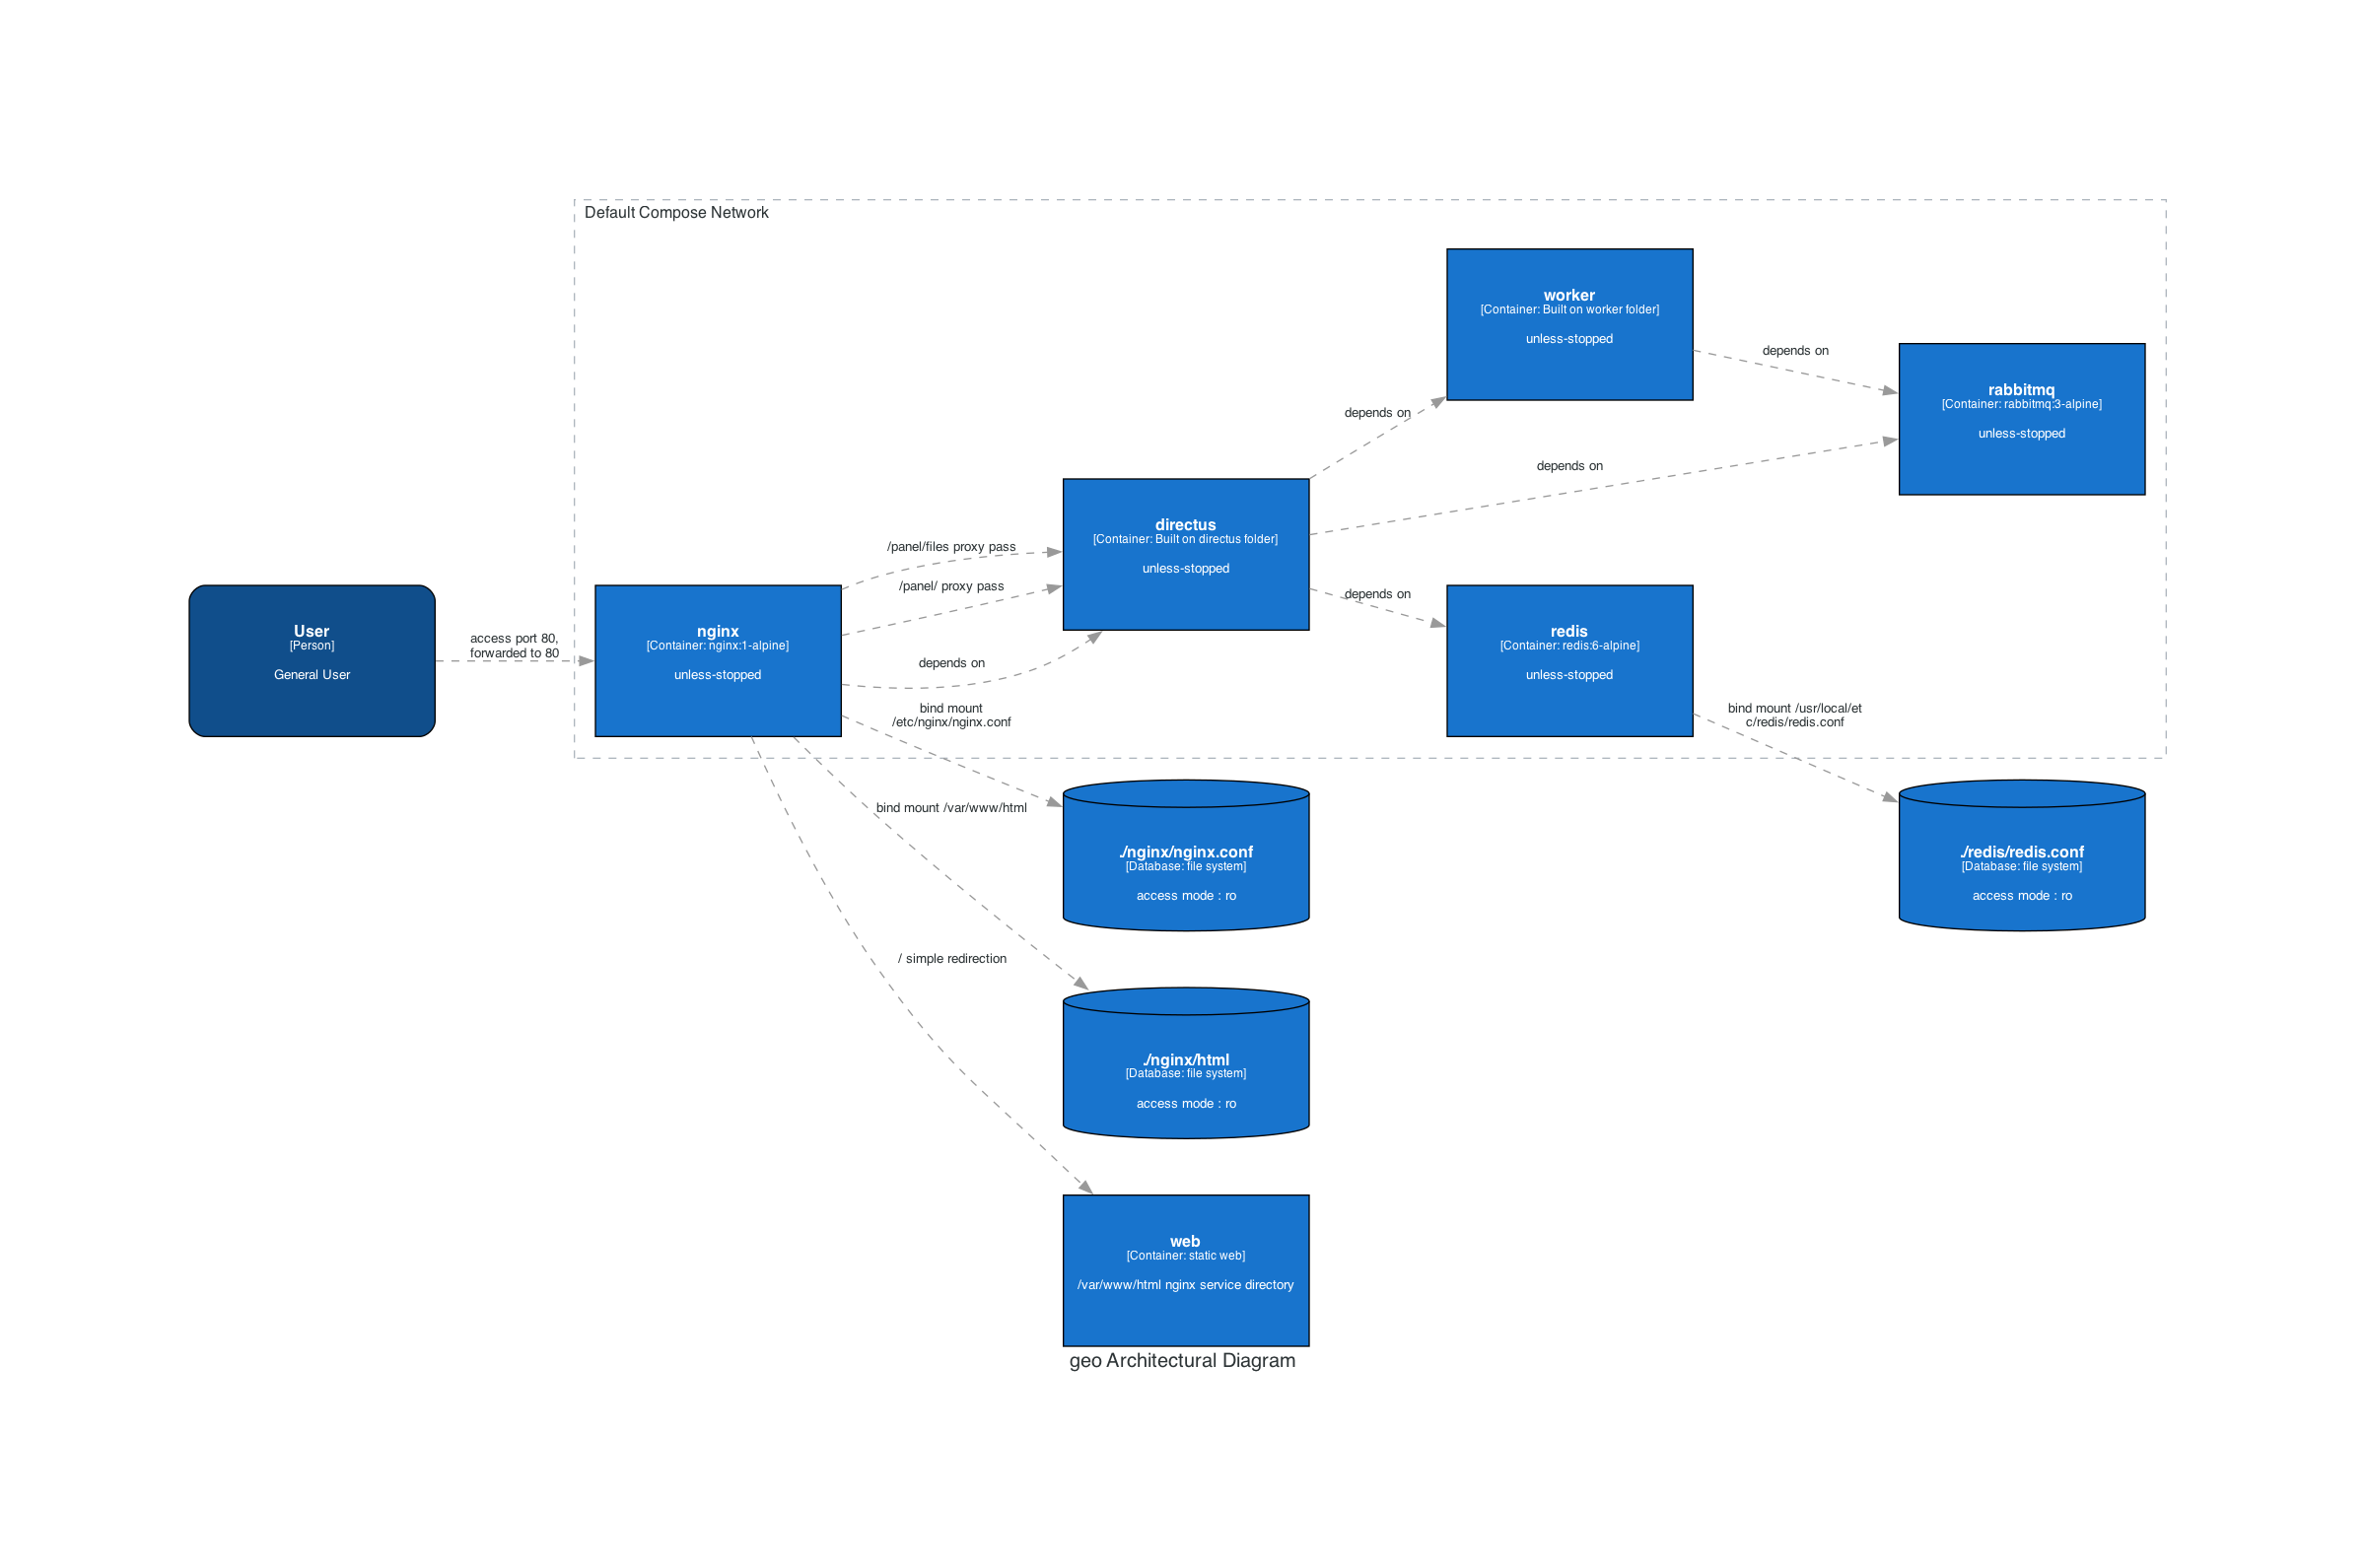 Default Compose Network
worker
[Container: Built on worker folder]
unless-stopped
depends on
rabbitmq
[Container: rabbitmq:3-alpine]
unless-stopped
depends on
depends on
directus
[Container: Built on directus folder]
unless-stopped
/panel/files proxy pass
/panel/ proxy pass
depends on
depends on
User
[Person]
General User
access port 80,
forwarded to 80
nginx
[Container: nginx:1-alpine]
unless-stopped
redis
[Container: redis:6-alpine]
unless-stopped
bind mount
/etc/nginx/nginx.conf
bind mount /usr/local/et
c/redis/redis.conf
bind mount /var/www/html
./nginx/nginx.conf
[Database: file system]
access mode : ro
./redis/redis.conf
[Database: file system]
access mode : ro
/ simple redirection
./nginx/html
[Database: file system]
access mode : ro
web
[Container: static web]
/var/www/html nginx service directory
geo Architectural Diagram